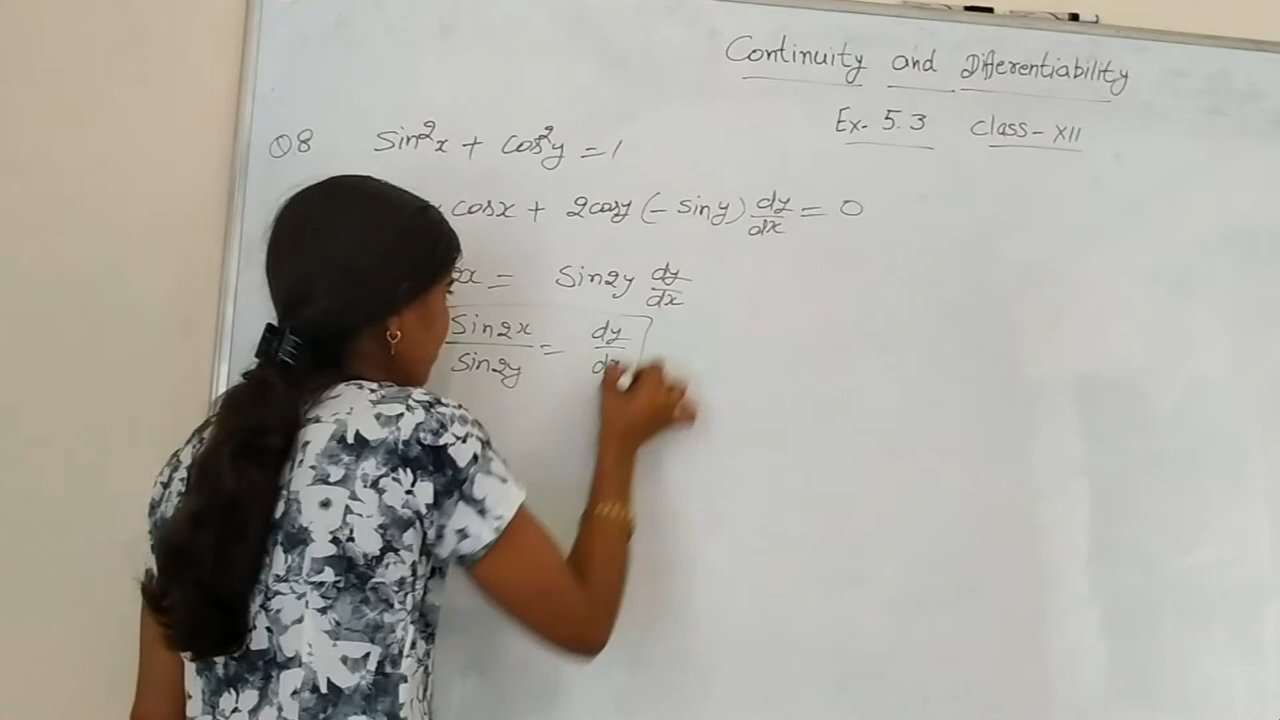 Continuity and Differentiability
Ex. 5.3 Class - XII
Q8 Sin²x + Cos²y = 1
cosx + 2cosy (- siny) dy/dx = 0
2x = Sin2y dy/dx
Sin2x/Sin2y = dy/dx